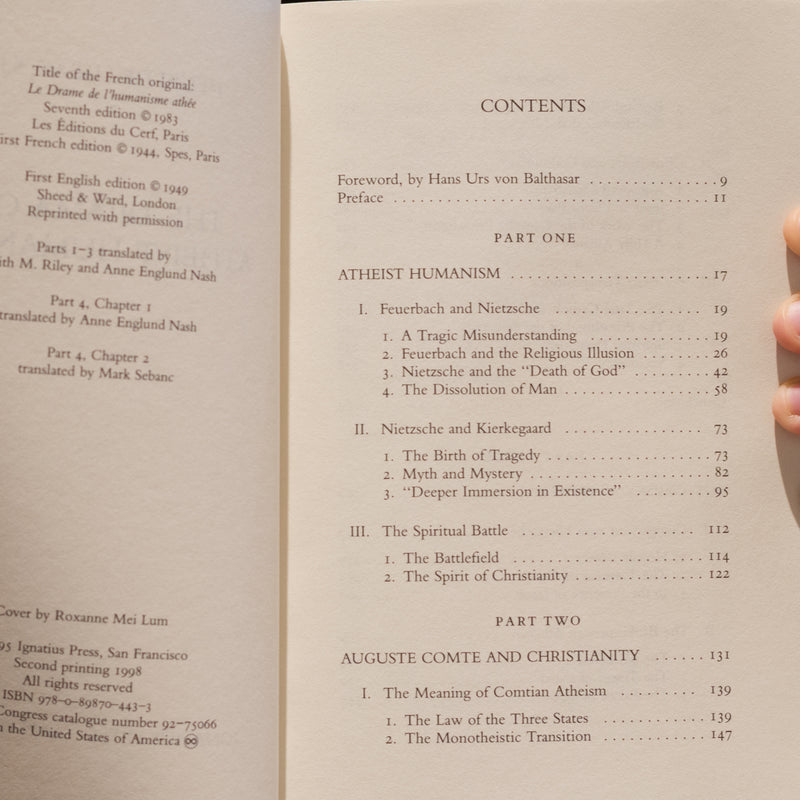 Title of the French original:
Le Drame de l'humanisme athée
Seventh edition © 1983
Les Éditions du Cerf, Paris
First French edition © 1944, Spes, Paris
First English edition © 1949
Sheed & Ward, London
Reprinted with permission
Parts 1–3 translated by
M. Riley and Anne Englund Nash
Part 4, Chapter 1
translated by Anne Englund Nash
Part 4, Chapter 2
translated by Mark Sebanc
Cover by Roxanne Mei Lum
95 Ignatius Press, San Francisco
Second printing 1998
All rights reserved
ISBN 978-0-89870-443-3
Congress catalogue number 92-75066
the United States of America ♾
CONTENTS
Foreword, by Hans Urs von Balthasar . . . . . . . . . . . . . . . 9
Preface . . . . . . . . . . . . . . . . . . . . . . . . . . . . . . . . . . . . 11
PART ONE
ATHEIST HUMANISM . . . . . . . . . . . . . . . . . . . . . . . 17
I. Feuerbach and Nietzsche . . . . . . . . . . . . . . . . . 19
1. A Tragic Misunderstanding . . . . . . . . . . . . . 19
2. Feuerbach and the Religious Illusion . . . . . . . . 26
3. Nietzsche and the “Death of God” . . . . . . . . . 42
4. The Dissolution of Man . . . . . . . . . . . . . . . . . 58
II. Nietzsche and Kierkegaard . . . . . . . . . . . . . . . . 73
1. The Birth of Tragedy . . . . . . . . . . . . . . . . . . . 73
2. Myth and Mystery . . . . . . . . . . . . . . . . . . . . . 82
3. “Deeper Immersion in Existence” . . . . . . . . . 95
III. The Spiritual Battle . . . . . . . . . . . . . . . . . . . . 112
1. The Battlefield . . . . . . . . . . . . . . . . . . . . . . 114
2. The Spirit of Christianity . . . . . . . . . . . . . . . 122
PART TWO
AUGUSTE COMTE AND CHRISTIANITY . . . . . . 131
I. The Meaning of Comtian Atheism . . . . . . . . . 139
1. The Law of the Three States . . . . . . . . . . . . 139
2. The Monotheistic Transition . . . . . . . . . . . . 147